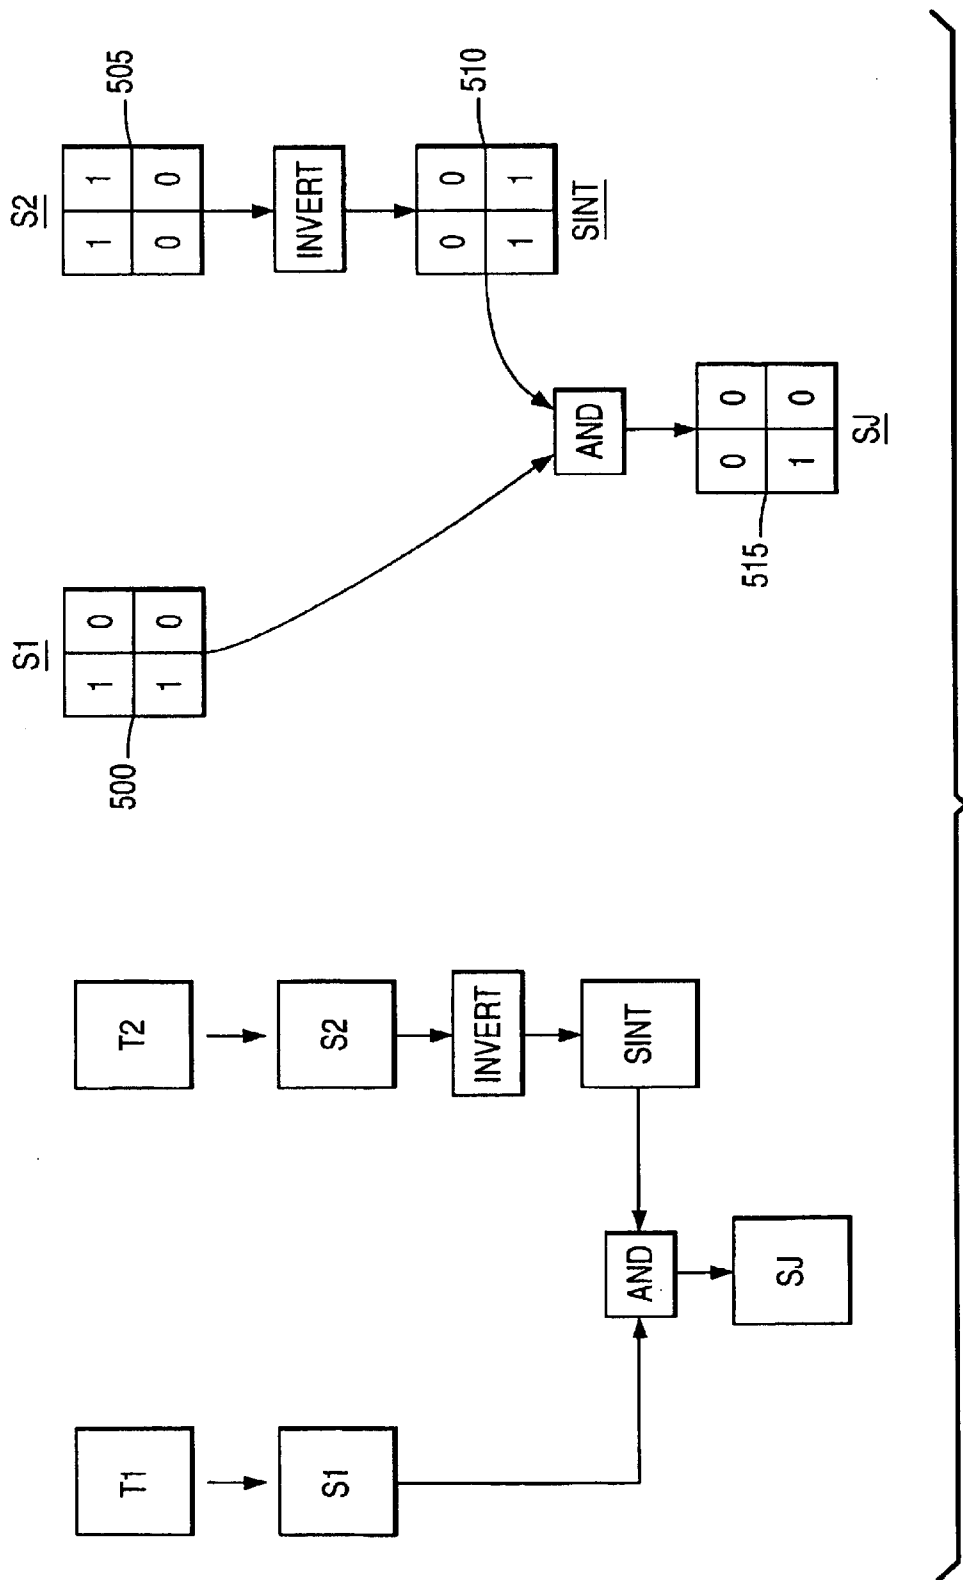 T1
T2
S1
S2
INVERT
SINT
AND
SJ
S1
1 0
1 0
500
S2
1 1
0 0
505
INVERT
0 0
1 1
510
SINT
AND
0 0
1 0
515
SJ